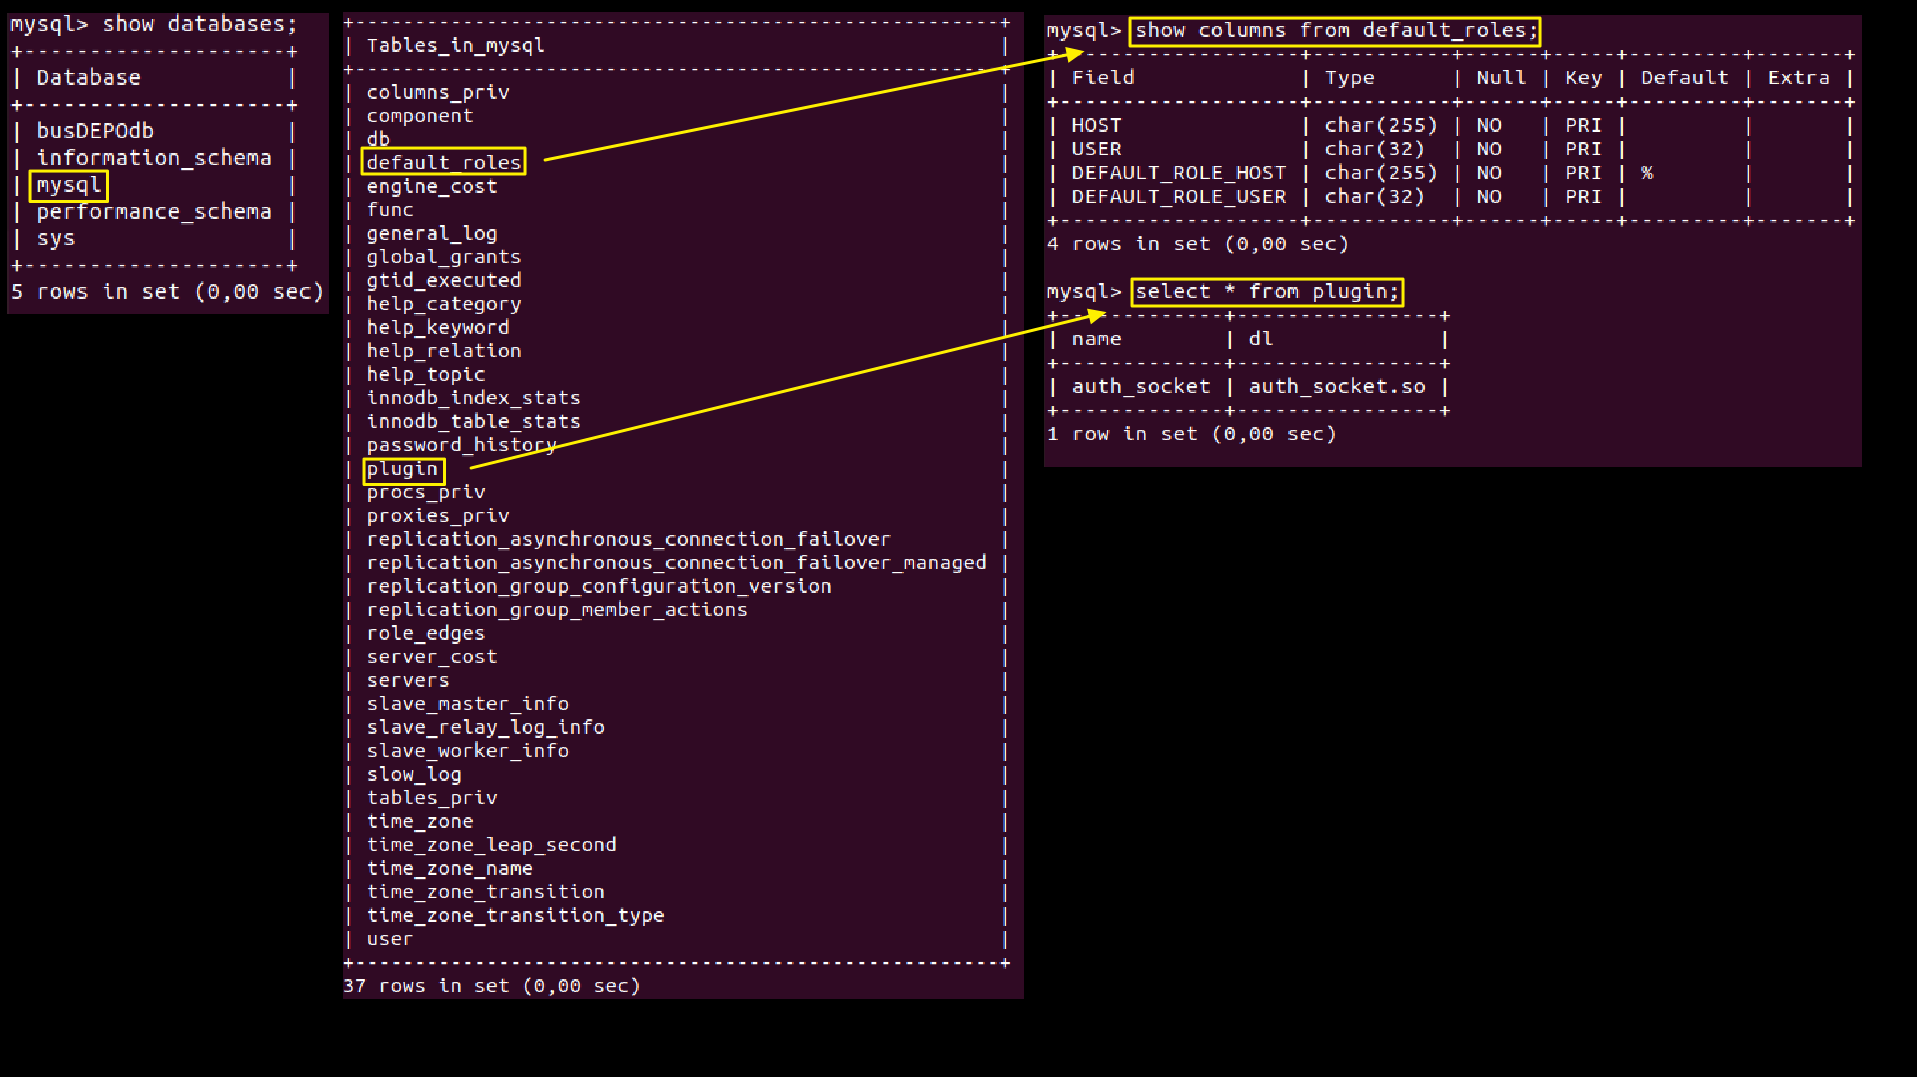 mysql> show databases;
+---------------------+
| Database            |
+---------------------+
| busDEPOdb           |
| information_schema |
| mysql               |
| performance_schema |
| sys                 |
+---------------------+
5 rows in set (0,00 sec)
+------------------------------------------------------+
| Tables_in_mysql                                      |
+------------------------------------------------------+
| columns_priv                                         |
| component                                            |
| db                                                   |
| default_roles                                        |
| engine_cost                                          |
| func                                                 |
| general_log                                          |
| global_grants                                        |
| gtid_executed                                        |
| help_category                                        |
| help_keyword                                         |
| help_relation                                        |
| help_topic                                           |
| innodb_index_stats                                   |
| innodb_table_stats                                   |
| password_history                                     |
| plugin                                               |
| procs_priv                                           |
| proxies_priv                                         |
| replication_asynchronous_connection_failover         |
| replication_asynchronous_connection_failover_managed |
| replication_group_configuration_version              |
| replication_group_member_actions                     |
| role_edges                                           |
| server_cost                                          |
| servers                                              |
| slave_master_info                                    |
| slave_relay_log_info                                 |
| slave_worker_info                                    |
| slow_log                                             |
| tables_priv                                          |
| time_zone                                            |
| time_zone_leap_second                                |
| time_zone_name                                       |
| time_zone_transition                                 |
| time_zone_transition_type                            |
| user                                                 |
+------------------------------------------------------+
37 rows in set (0,00 sec)
mysql> show columns from default_roles;
+-------------------+-----------+------+-----+---------+-------+
| Field             | Type      | Null | Key | Default | Extra |
+-------------------+-----------+------+-----+---------+-------+
| HOST              | char(255) | NO   | PRI |         |       |
| USER              | char(32)  | NO   | PRI |         |       |
| DEFAULT_ROLE_HOST | char(255) | NO   | PRI | %       |       |
| DEFAULT_ROLE_USER | char(32)  | NO   | PRI |         |       |
+-------------------+-----------+------+-----+---------+-------+
4 rows in set (0,00 sec)
mysql> select * from plugin;
+-------------+----------------+
| name        | dl             |
+-------------+----------------+
| auth_socket | auth_socket.so |
+-------------+----------------+
1 row in set (0,00 sec)